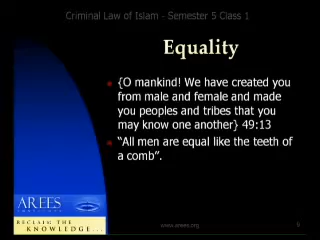 Criminal Law of Islam - Semester 5 Class 1
Equality
{O mankind! We have created you
from male and female and made
you peoples and tribes that you
may know one another} 49:13
“All men are equal like the teeth of
a comb”.
AREES
RECLAIM THE
KNOWLEDGE...
www.arees.org